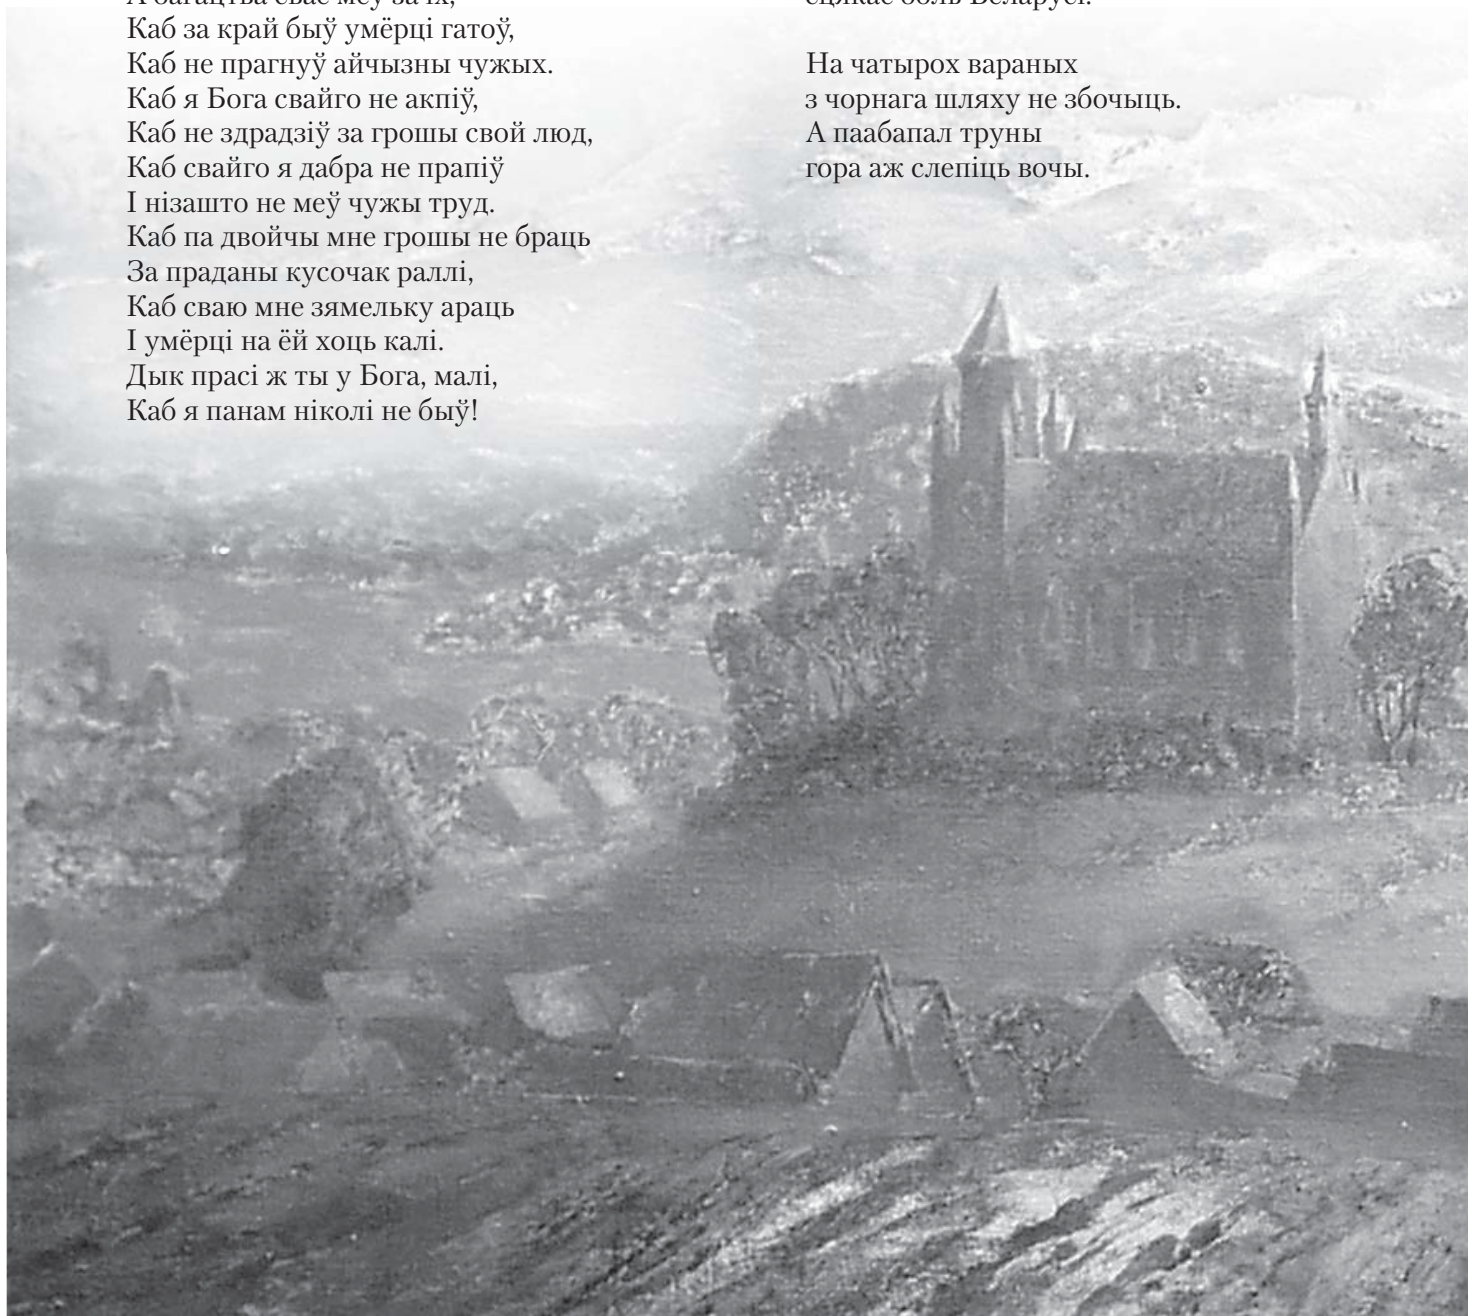 Каб за край быў умёрці гатоў,
Каб не прагнуў айчызны чужых.
Каб я Бога свайго не акпіў,
Каб не здрадзіў за грошы свой люд,
Каб свайго я дабра не прапіў
І нізашто не меў чужы труд.
Каб па двойчы мне грошы не браць
За праданы кусочак раллі,
Каб сваю мне зямельку араць
І умёрці на ёй хоць калі.
Дык прасі ж ты у Бога, малі,
Каб я панам ніколі не быў!
На чатырох вараных
з чорнага шляху не збочыць.
А паабапал труны
гора аж слепіць вочы.